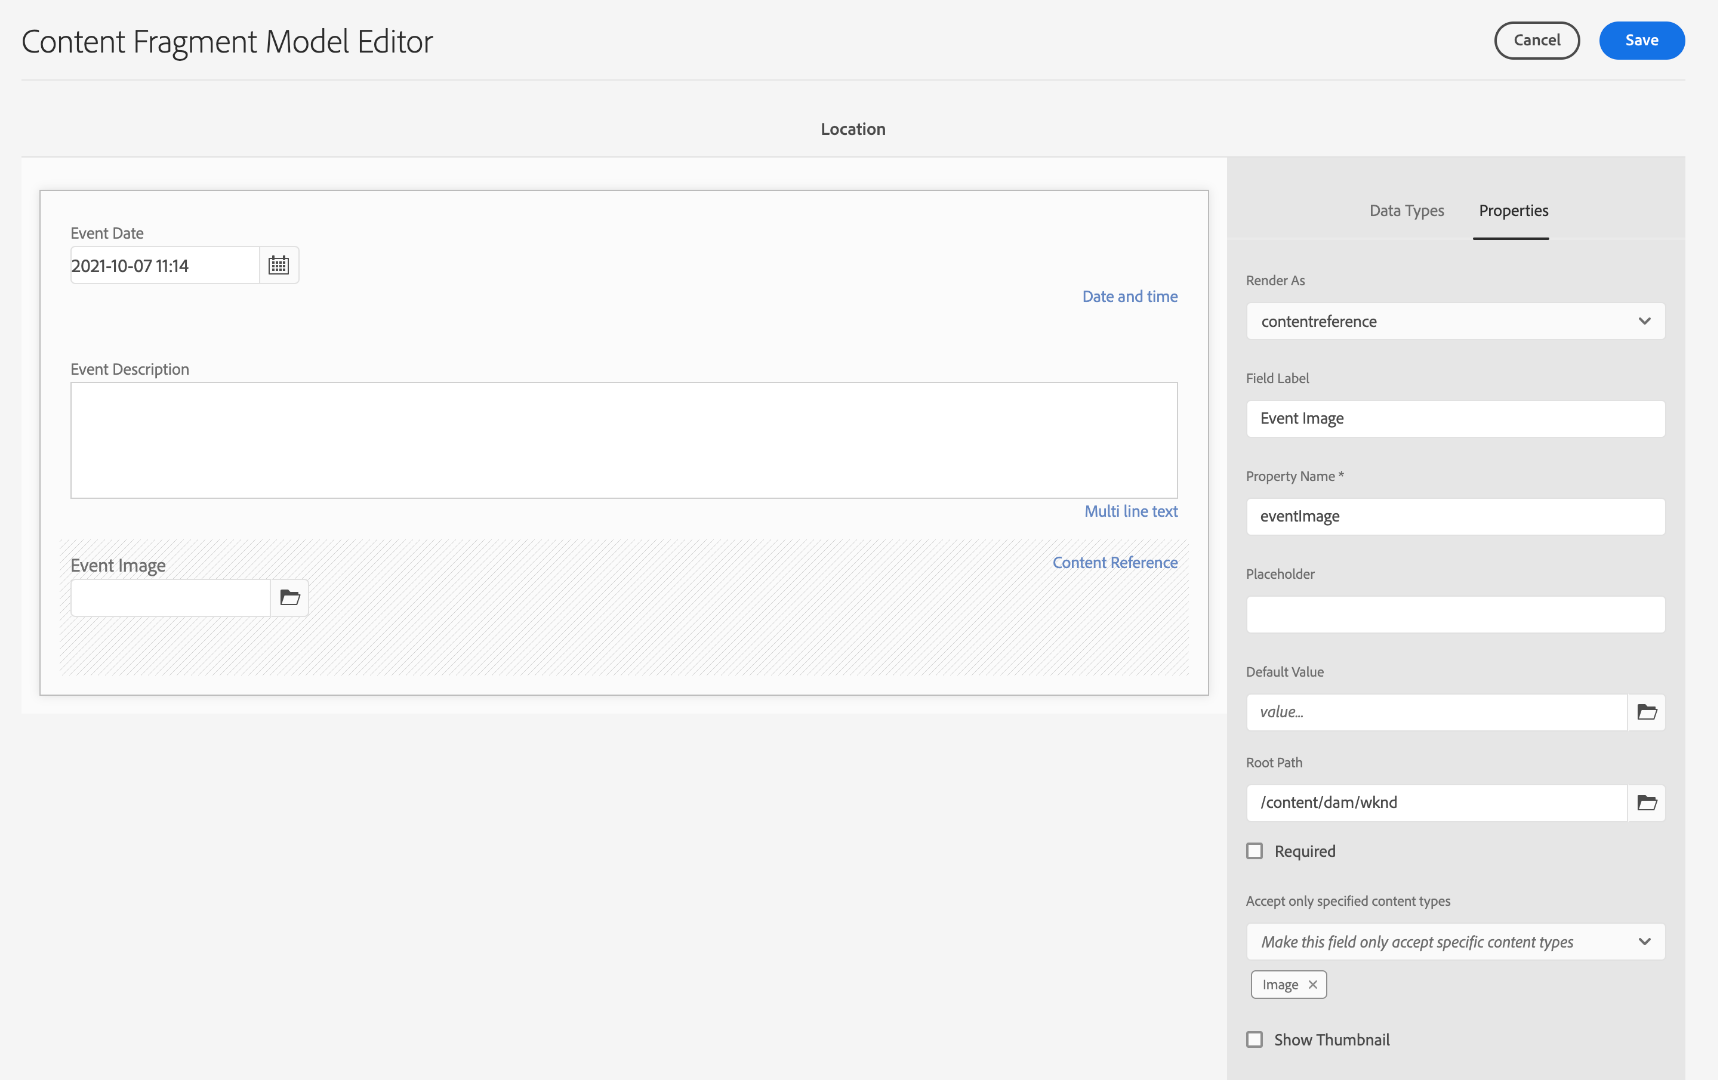 Content Fragment Model Editor
Cancel
Save
Location
Event Date
2021-10-07 11:14
Date and time
Event Description
Multi line text
Event Image
Content Reference
Data Types
Properties
Render As
contentreference
Field Label
Event Image
Property Name *
eventImage
Placeholder
Default Value
value...
Root Path
/content/dam/wknd
Required
Accept only specified content types
Make this field only accept specific content types
Image
Show Thumbnail